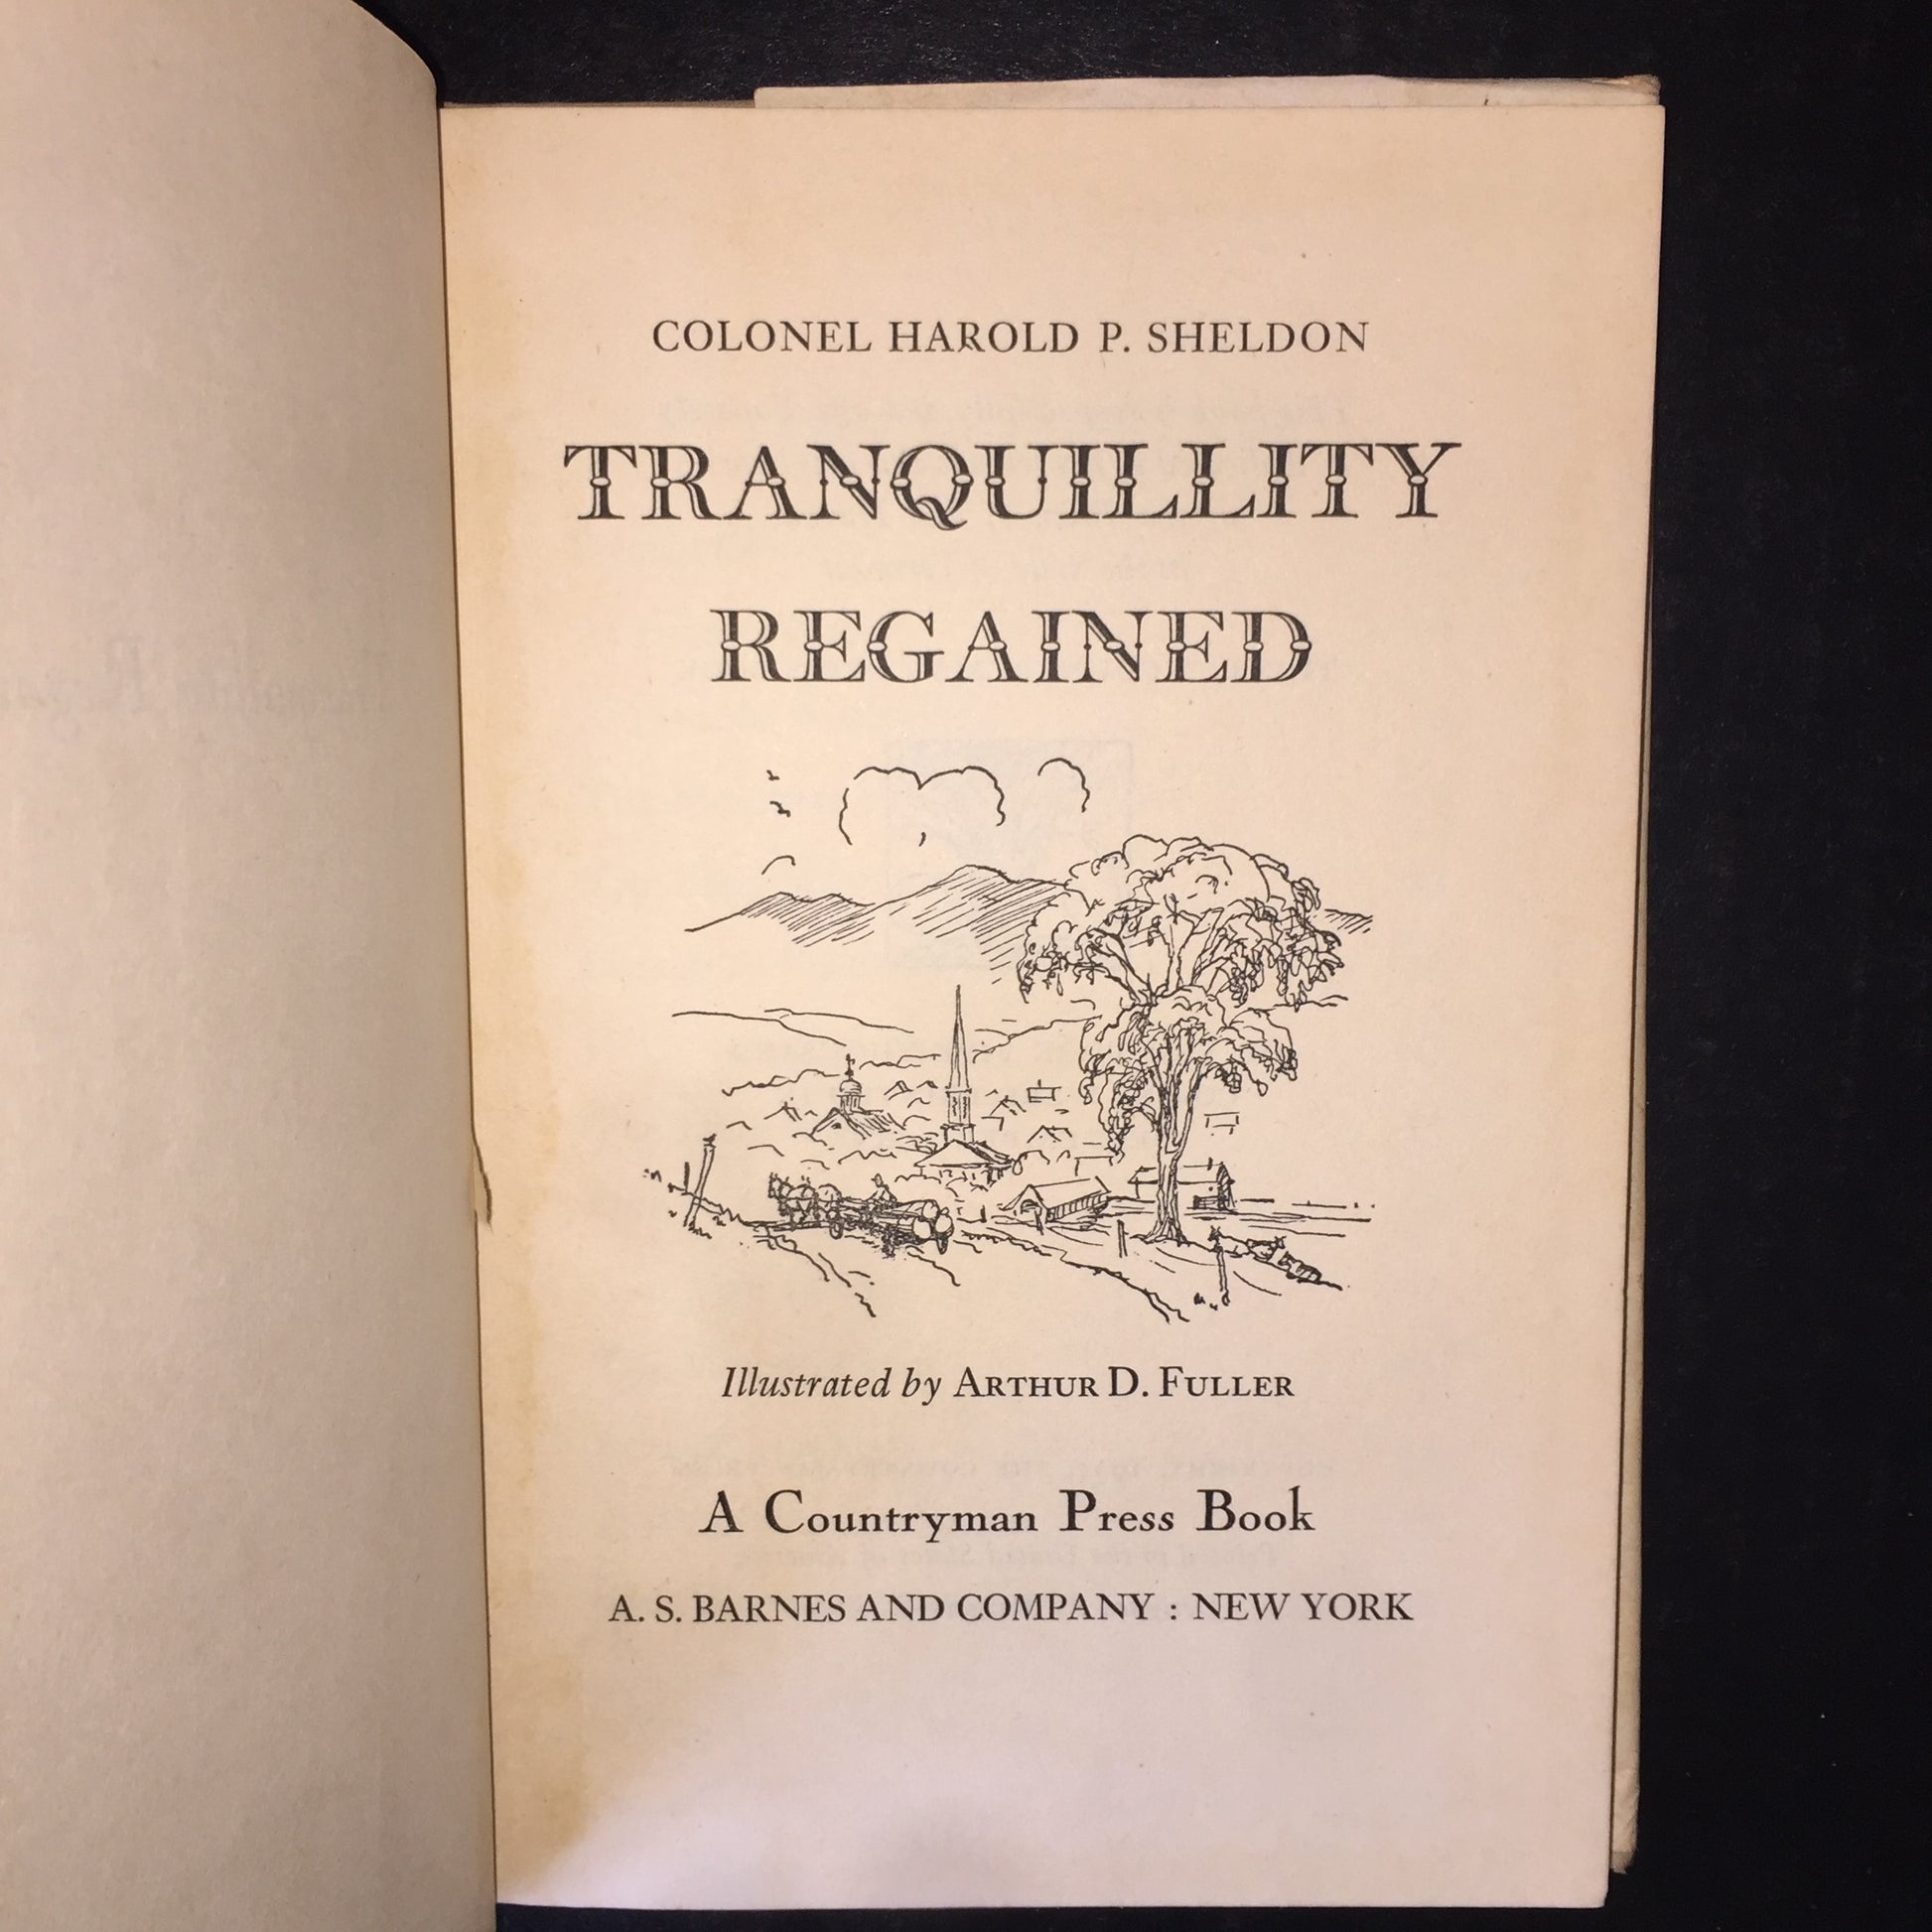 COLONEL HAROLD P. SHELDON
TRANQUILLITY
REGAINED
Illustrated by ARTHUR D. FULLER
A Countryman Press Book
A. S. BARNES AND COMPANY : NEW YORK